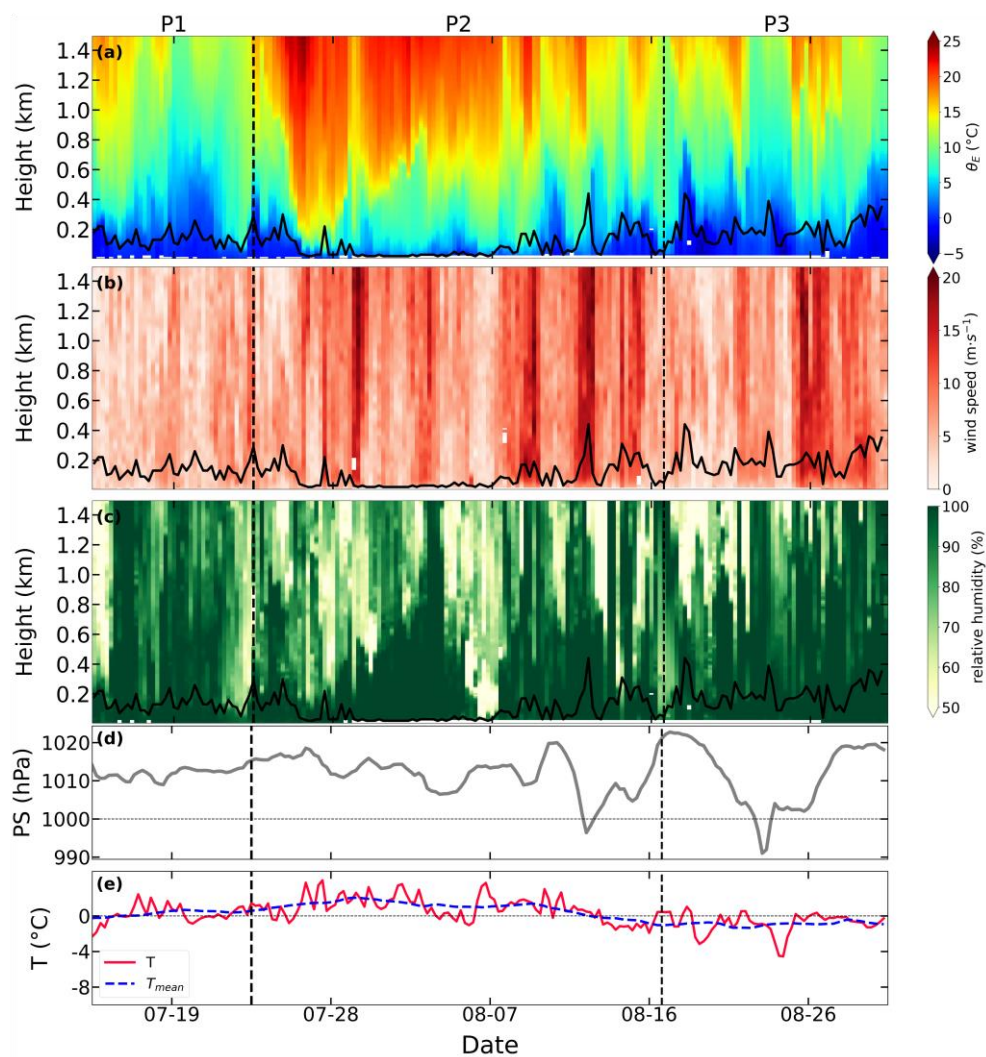 P1 P2 P3
(a)
1.4
1.2
1.0
0.8
0.6
0.4
0.2
Height (km)
25
20
15
10
5
0
−5
θE (°C)
(b)
1.4
1.2
1.0
0.8
0.6
0.4
0.2
Height (km)
20
15
10
5
0
wind speed (m·s⁻¹)
(c)
1.4
1.2
1.0
0.8
0.6
0.4
0.2
Height (km)
100
90
80
70
60
50
relative humidity (%)
(d)
1020
1010
1000
990
PS (hPa)
(e)
0
-4
-8
T (°C)
T
Tmean
07-19 07-28 08-07 08-16 08-26
Date